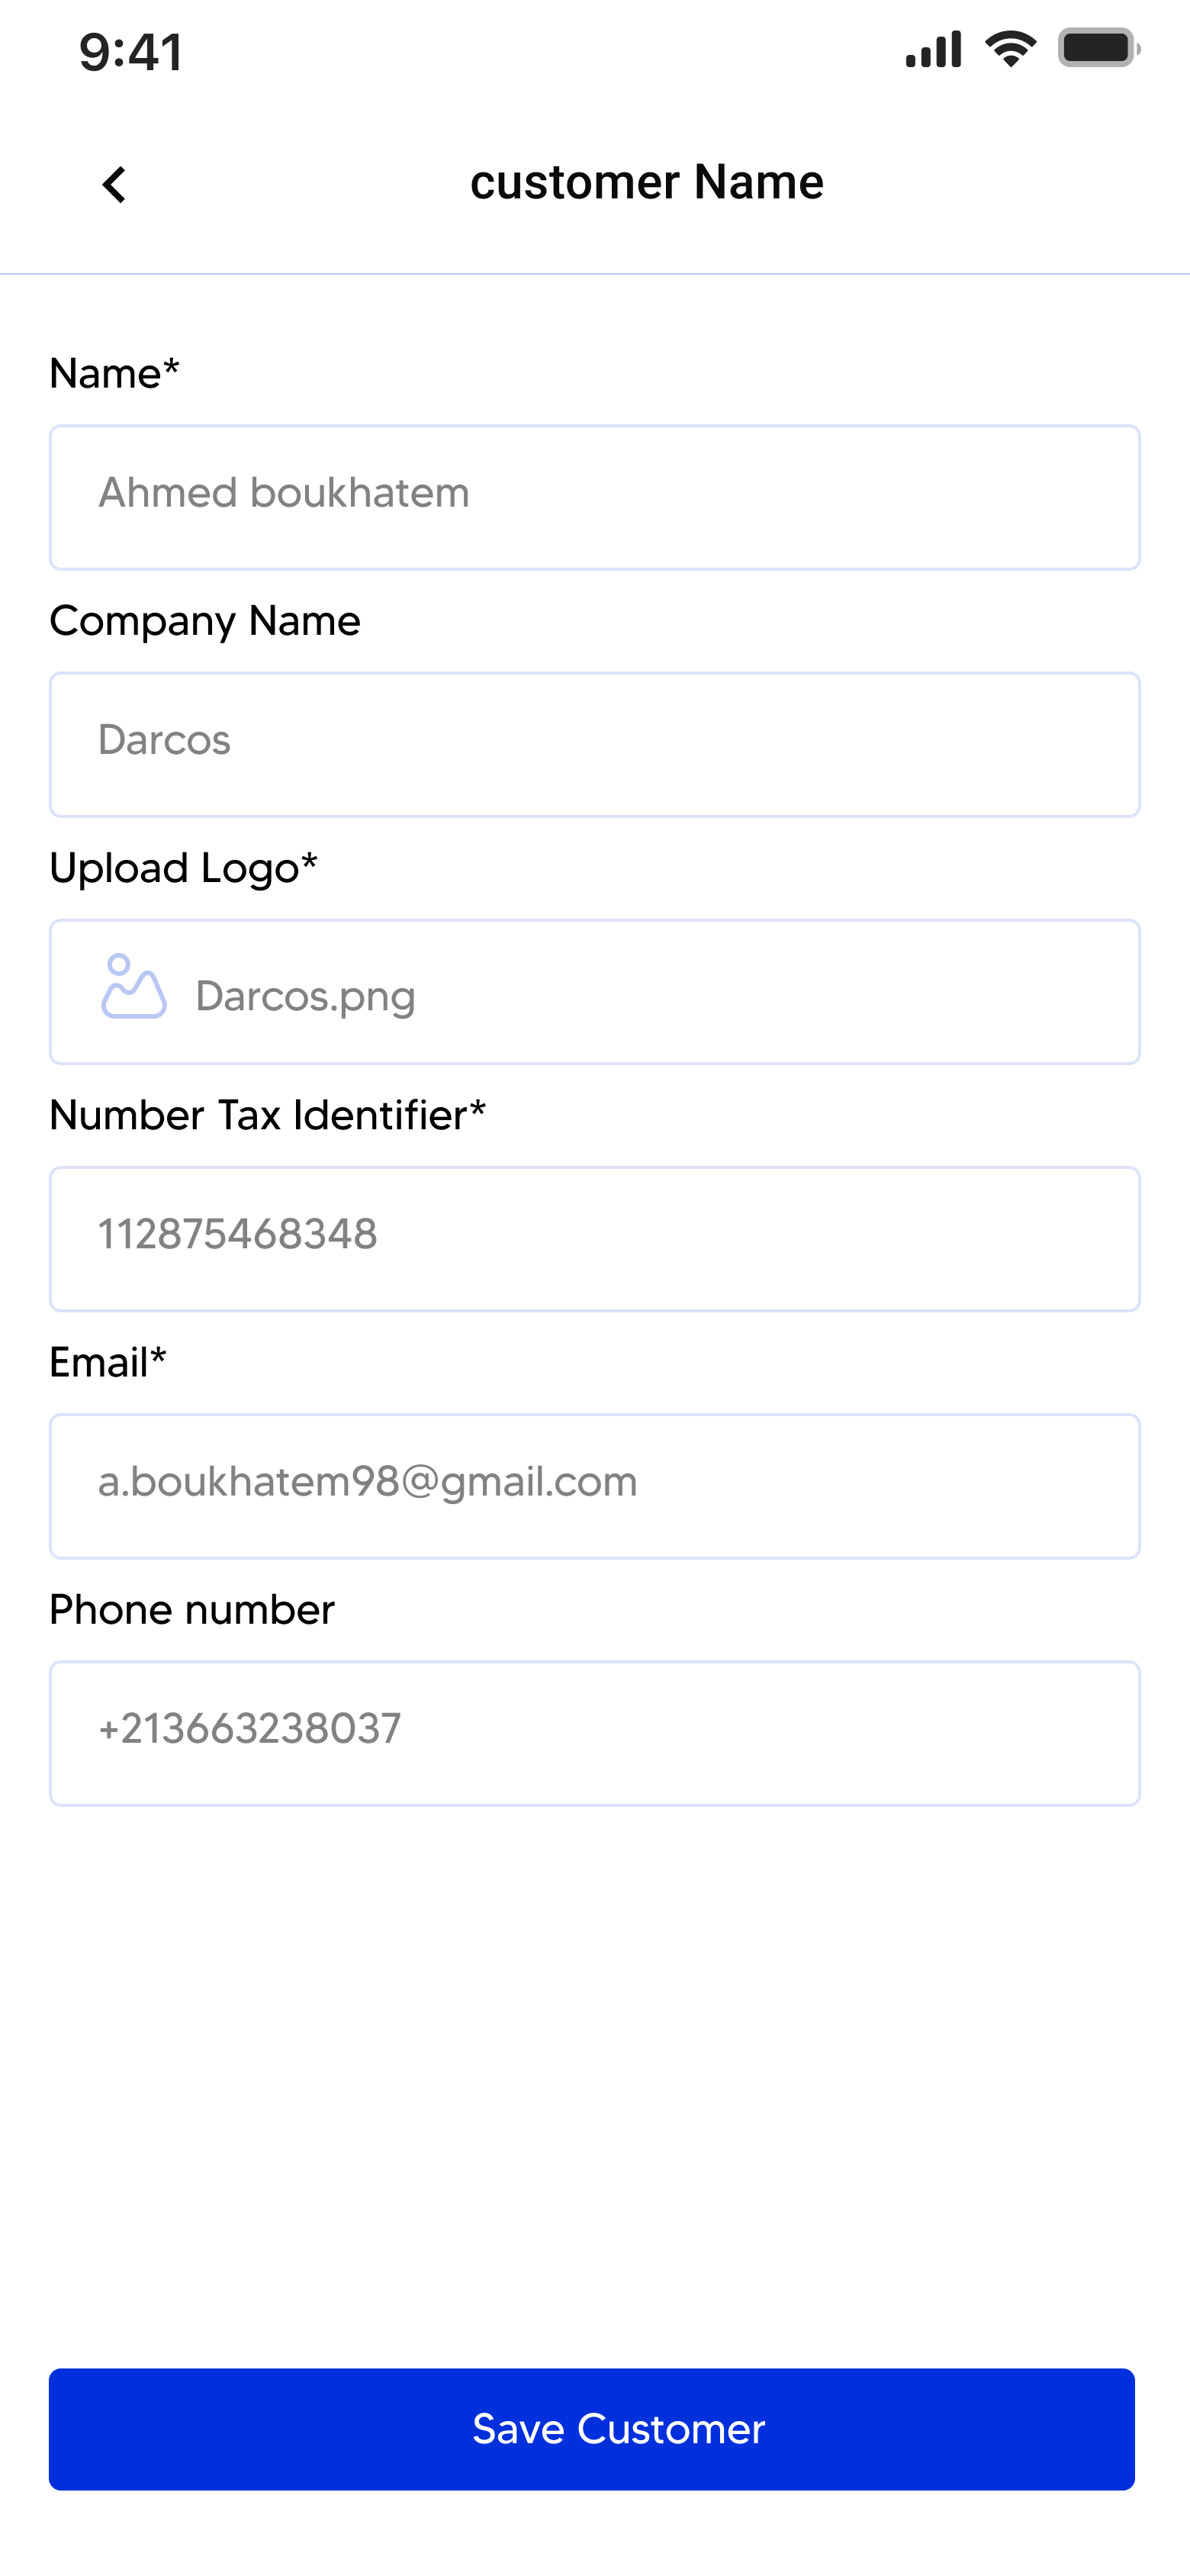 9:41
customer Name
Name*
Ahmed boukhatem
Company Name
Darcos
Upload Logo*
Darcos.png
Number Tax Identifier*
112875468348
Email*
a.boukhatem98@gmail.com
Phone number
+213663238037
Save Customer